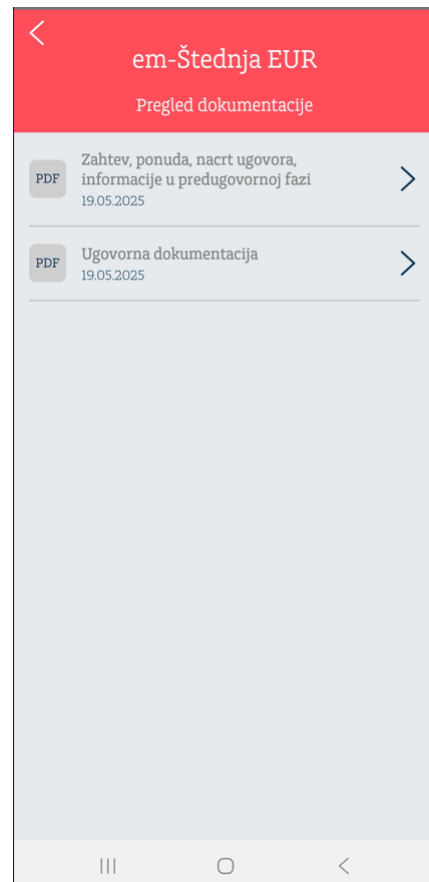 em-Štednja EUR
Pregled dokumentacije
PDF
Zahtev, ponuda, nacrt ugovora,
informacije u predugovornoj fazi
19.05.2025
PDF
Ugovorna dokumentacija
19.05.2025